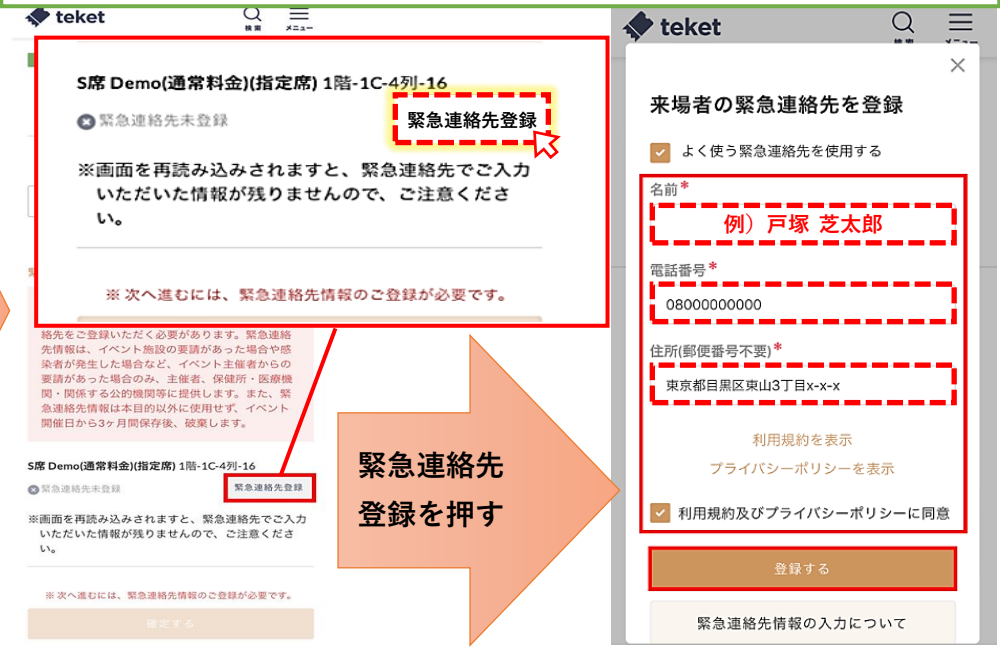 teket
検索
メニュー
S席 Demo(通常料金)(指定席) 1階-1C-4列-16
緊急連絡先未登録
緊急連絡先登録
※画面を再読み込みされますと、緊急連絡先でご入力
いただいた情報が残りませんので、ご注意くださ
い。
※ 次へ進むには、緊急連絡先情報のご登録が必要です。
絡先をご登録いただく必要があります。緊急連絡
先情報は、イベント施設の要請があった場合や感
染者が発生した場合など、イベント主催者からの
要請があった場合のみ、主催者、保健所・医療機
関・関係する公的機関等に提供します。また、緊
急連絡先情報は本目的以外に使用せず、イベント
開催日から3ヶ月間保存後、破棄します。
S席 Demo(通常料金)(指定席) 1階-1C-4列-16
緊急連絡先未登録
緊急連絡先登録
※画面を再読み込みされますと、緊急連絡先でご入力
いただいた情報が残りませんので、ご注意くださ
い。
※ 次へ進むには、緊急連絡先情報のご登録が必要です。
確定する
緊急連絡先
登録を押す
teket
検索
メニュー
来場者の緊急連絡先を登録
よく使う緊急連絡先を使用する
名前*
例）戸塚 芝太郎
電話番号*
08000000000
住所(郵便番号不要)*
東京都目黒区東山3丁目x-x-x
利用規約を表示
プライバシーポリシーを表示
利用規約及びプライバシーポリシーに同意
登録する
緊急連絡先情報の入力について